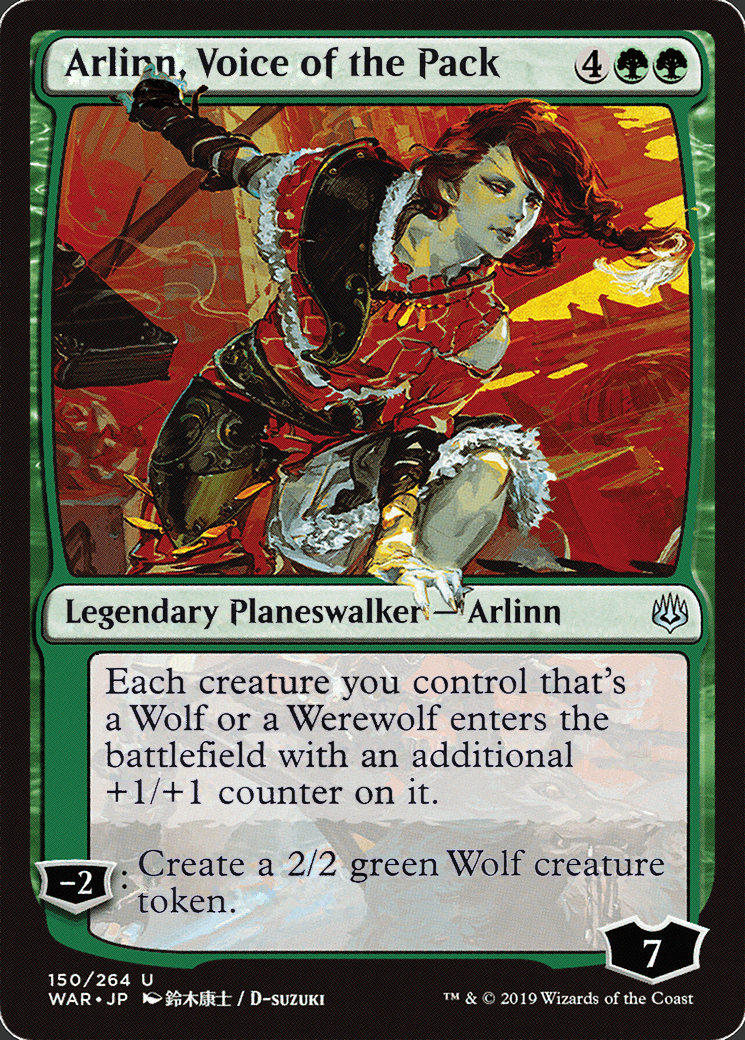 Arlinn, Voice of the Pack 4
Legendary Planeswalker — Arlinn
Each creature you control that's
a Wolf or a Werewolf enters the
battlefield with an additional
+1/+1 counter on it.
−2 : Create a 2/2 green Wolf creature
token.
7
150/264 U
WAR • JP 鈴木康士 / D-SUZUKI ™ & © 2019 Wizards of the Coast